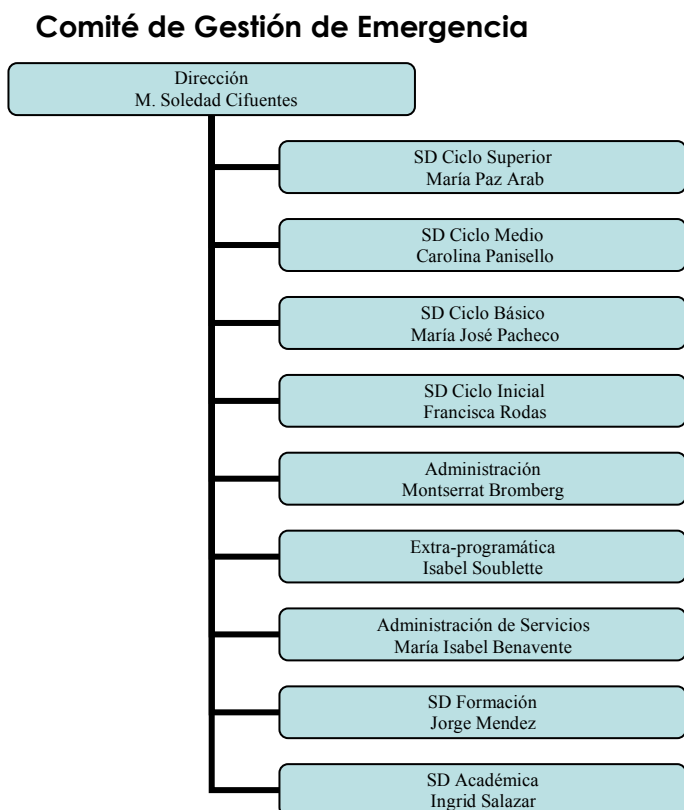 Comité de Gestión de Emergencia
Dirección
M. Soledad Cifuentes
SD Ciclo Superior
María Paz Arab
SD Ciclo Medio
Carolina Panisello
SD Ciclo Básico
María José Pacheco
SD Ciclo Inicial
Francisca Rodas
Administración
Montserrat Bromberg
Extra-programática
Isabel Soublette
Administración de Servicios
María Isabel Benavente
SD Formación
Jorge Mendez
SD Académica
Ingrid Salazar